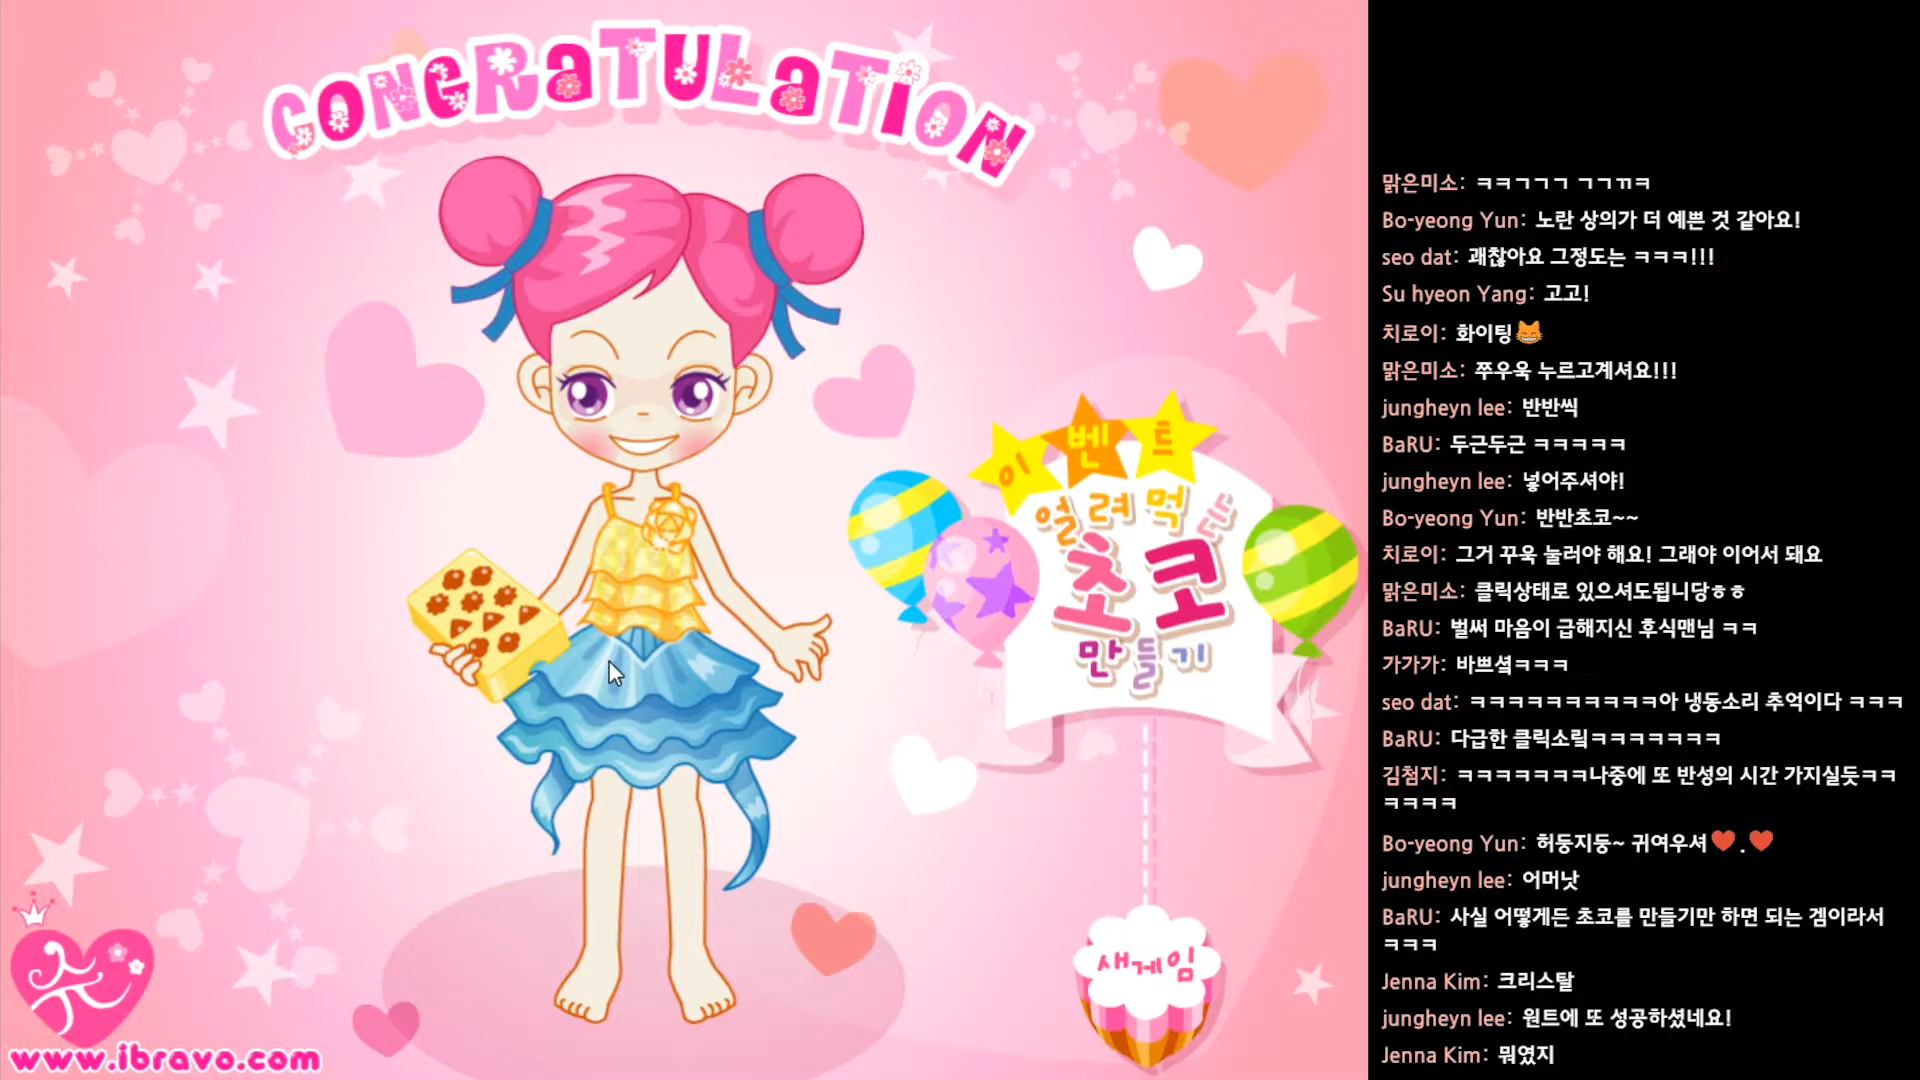 CONGRATULATION
이벤트
얼려먹는
초코
만들기
새게임
슈
www.ibravo.com
맑은미소: ㅋㅋㄱㄱㄱ ㄱㄱㄲㅋ
Bo-yeong Yun: 노란 상의가 더 예쁜 것 같아요!
seo dat: 괜찮아요 그정도는 ㅋㅋㅋ!!!
Su hyeon Yang: 고고!
치로이: 화이팅😸
맑은미소: 쭈우욱 누르고계셔요!!!
jungheyn lee: 반반씩
BaRU: 두근두근 ㅋㅋㅋㅋㅋ
jungheyn lee: 넣어주셔야!
Bo-yeong Yun: 반반초코~~
치로이: 그거 꾸욱 눌러야 해요! 그래야 이어서 돼요
맑은미소: 클릭상태로 있으셔도됩니당ㅎㅎ
BaRU: 벌써 마음이 급해지신 후식맨님 ㅋㅋ
가가가: 바쁘셬ㅋㅋㅋ
seo dat: ㅋㅋㅋㅋㅋㅋㅋㅋㅋㅋ아 냉동소리 추억이다 ㅋㅋㅋ
BaRU: 다급한 클릭소맄ㅋㅋㅋㅋㅋㅋㅋ
김첨지: ㅋㅋㅋㅋㅋㅋㅋ나중에 또 반성의 시간 가지실듯ㅋㅋ
ㅋㅋㅋㅋ
Bo-yeong Yun: 허둥지둥~ 귀여우셔❤️.❤️
jungheyn lee: 어머낫
BaRU: 사실 어떻게든 초코를 만들기만 하면 되는 겜이라서
ㅋㅋㅋ
Jenna Kim: 크리스탈
jungheyn lee: 원트에 또 성공하셨네요!
Jenna Kim: 뭐였지